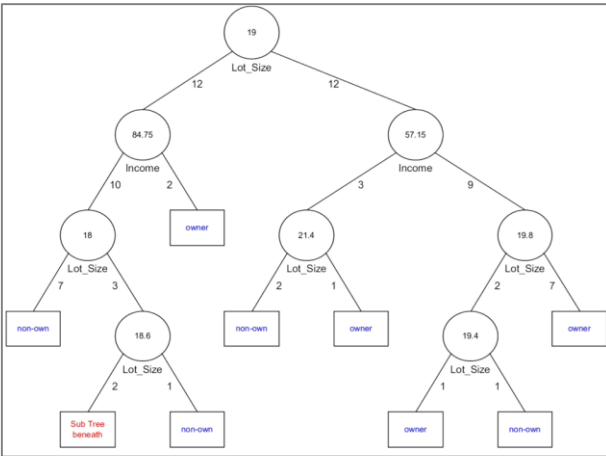 19
Lot_Size
12
12
84.75
57.15
Income
Income
10
2
3
9
owner
18
21.4
19.8
Lot_Size
Lot_Size
Lot_Size
7
3
2
1
2
7
non-own
18.6
non-own
owner
19.4
owner
Lot_Size
Lot_Size
2
1
1
1
Sub Tree
beneath
non-own
owner
non-own